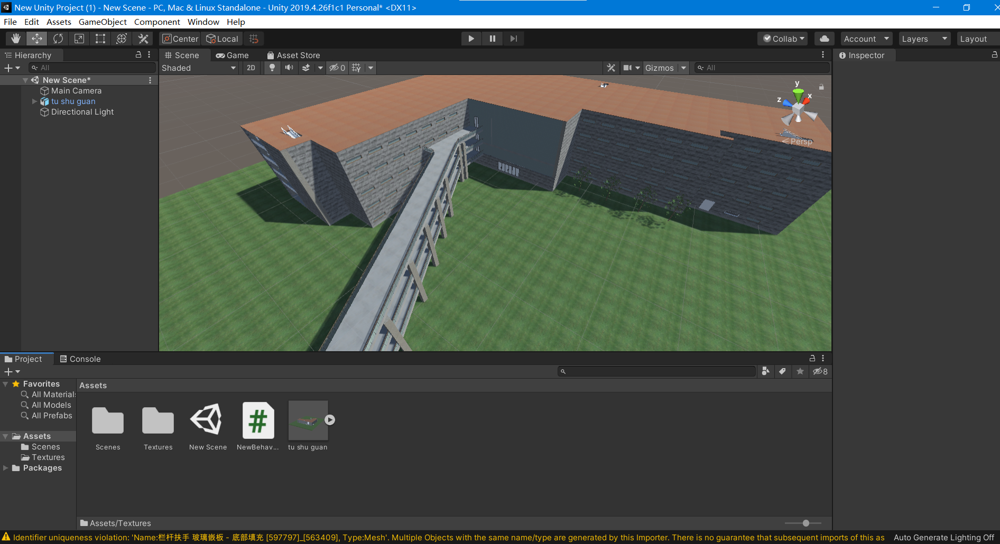 New Unity Project (1) - New Scene - PC, Mac & Linux Standalone - Unity 2019.4.26f1c1 Personal* <DX11>
File Edit Assets GameObject Component Window Help
Center Local Collab Account Layers Layout
Hierarchy
All
New Scene*
Main Camera
tu shu guan
Directional Light
Scene Game Asset Store
Shaded 2D 0 Gizmos All
y
x
z
Persp
Inspector
Project Console
8
Favorites
All Materials
All Models
All Prefabs
Assets
Scenes
Textures
Packages
Assets
Scenes Textures New Scene NewBehav... tu shu guan
Assets/Textures
Identifier uniqueness violation: 'Name:栏杆扶手 玻璃嵌板 - 底部填充 [597797]_[563409], Type:Mesh'. Multiple Objects with the same name/type are generated by this Importer. There is no guarantee that subsequent imports of this as
Auto Generate Lighting Off